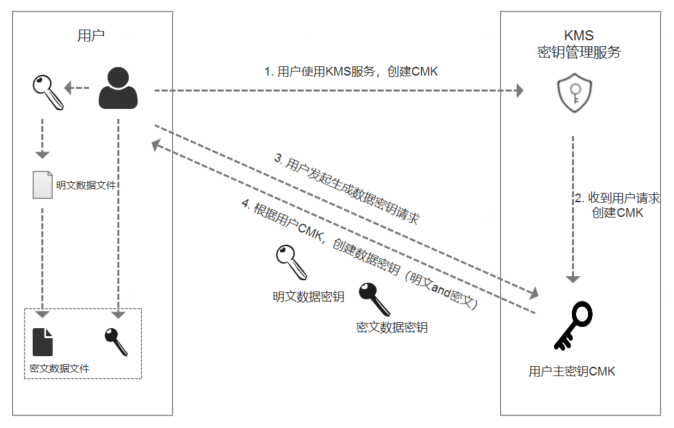 用户
KMS
密钥管理服务
1. 用户使用KMS服务，创建CMK
3. 用户发起生成数据密钥请求
明文数据文件
2. 收到用户请求
创建CMK
4. 根据用户CMK，创建数据密钥（明文and密文）
明文数据密钥
密文数据密钥
密文数据文件
用户主密钥CMK